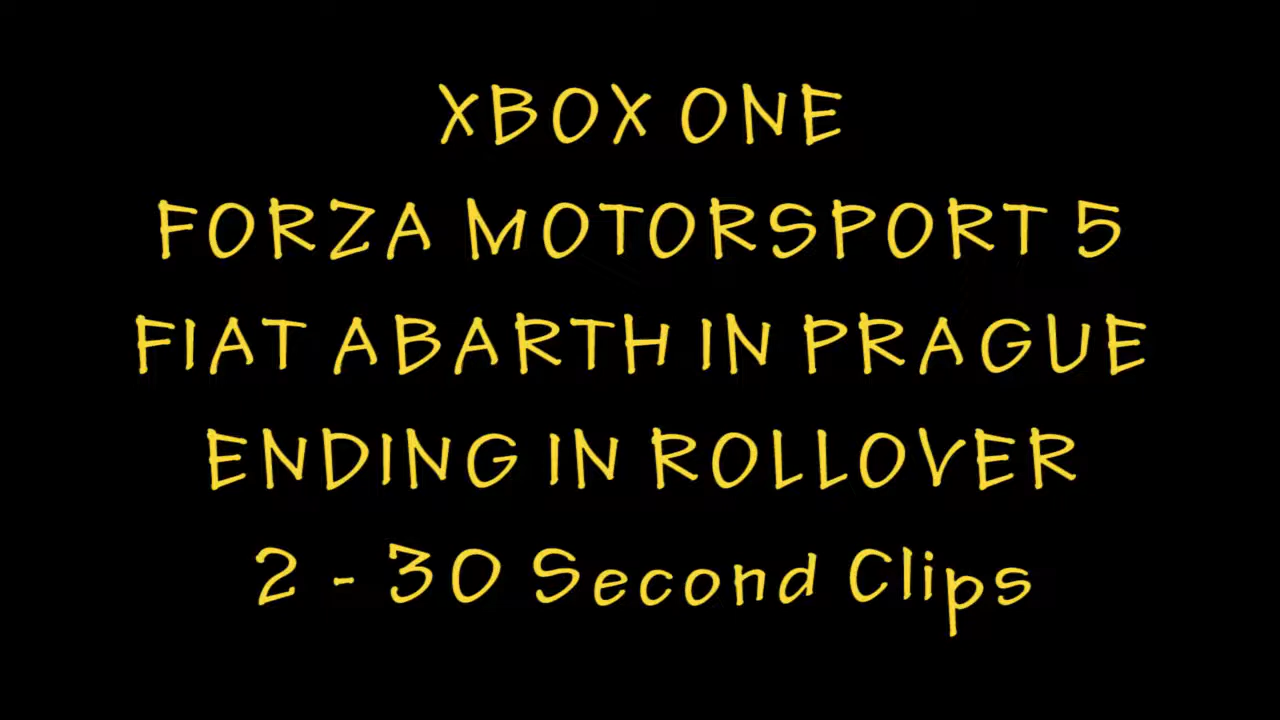 XBOX ONE
FORZA MOTORSPORT 5
FIAT ABARTH IN PRAGUE
ENDING IN ROLLOVER
2 - 30 Second Clips